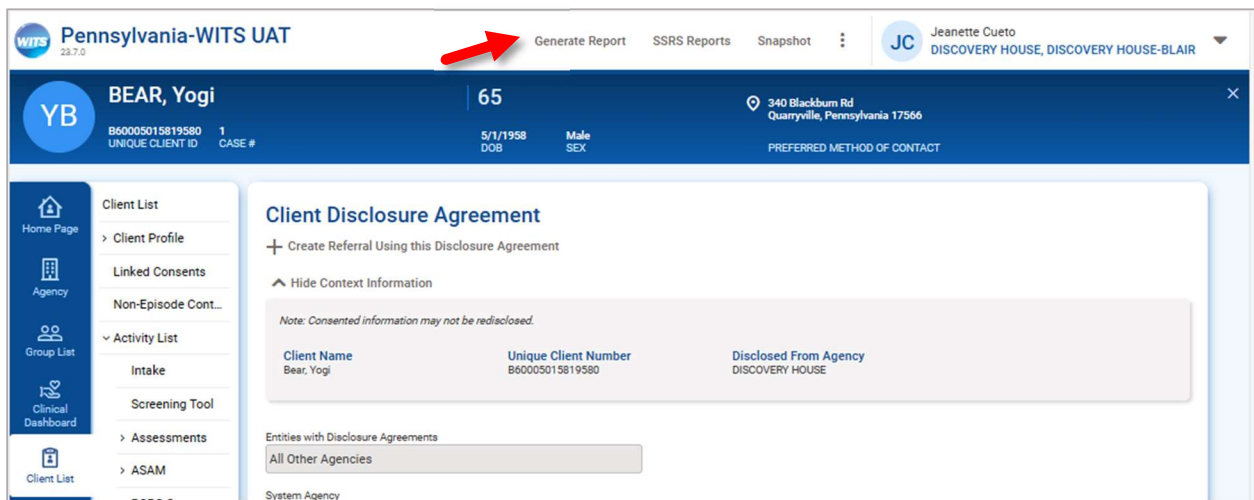 WITS
Pennsylvania-WITS UAT
23.7.0
Generate Report SSRS Reports Snapshot
JC
Jeanette Cueto
DISCOVERY HOUSE, DISCOVERY HOUSE-BLAIR
YB
BEAR, Yogi
B60005015819580 1
UNIQUE CLIENT ID CASE #
65
5/1/1958 Male
DOB SEX
340 Blackburn Rd
Quarryville, Pennsylvania 17566
PREFERRED METHOD OF CONTACT
Home Page
Agency
Group List
Clinical
Dashboard
Client List
Client List
Client Profile
Linked Consents
Non-Episode Cont...
Activity List
Intake
Screening Tool
Assessments
ASAM
Client Disclosure Agreement
Create Referral Using this Disclosure Agreement
Hide Context Information
Note: Consented information may not be redisclosed.
Client Name Unique Client Number Disclosed From Agency
Bear, Yogi B60005015819580 DISCOVERY HOUSE
Entities with Disclosure Agreements
All Other Agencies
System Agency